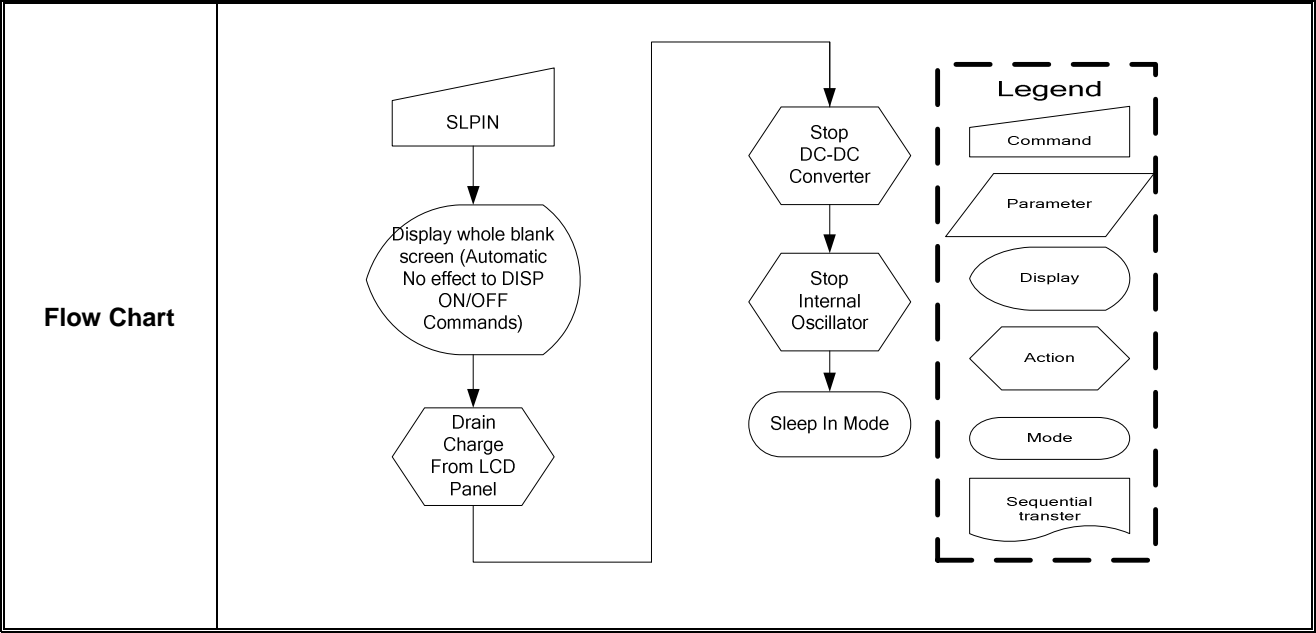 Flow Chart
SLPIN
Display whole blank
screen (Automatic
No effect to DISP
ON/OFF
Commands)
Drain
Charge
From LCD
Panel
Stop
DC-DC
Converter
Stop
Internal
Oscillator
Sleep In Mode
Legend
Command
Parameter
Display
Action
Mode
Sequential
transter